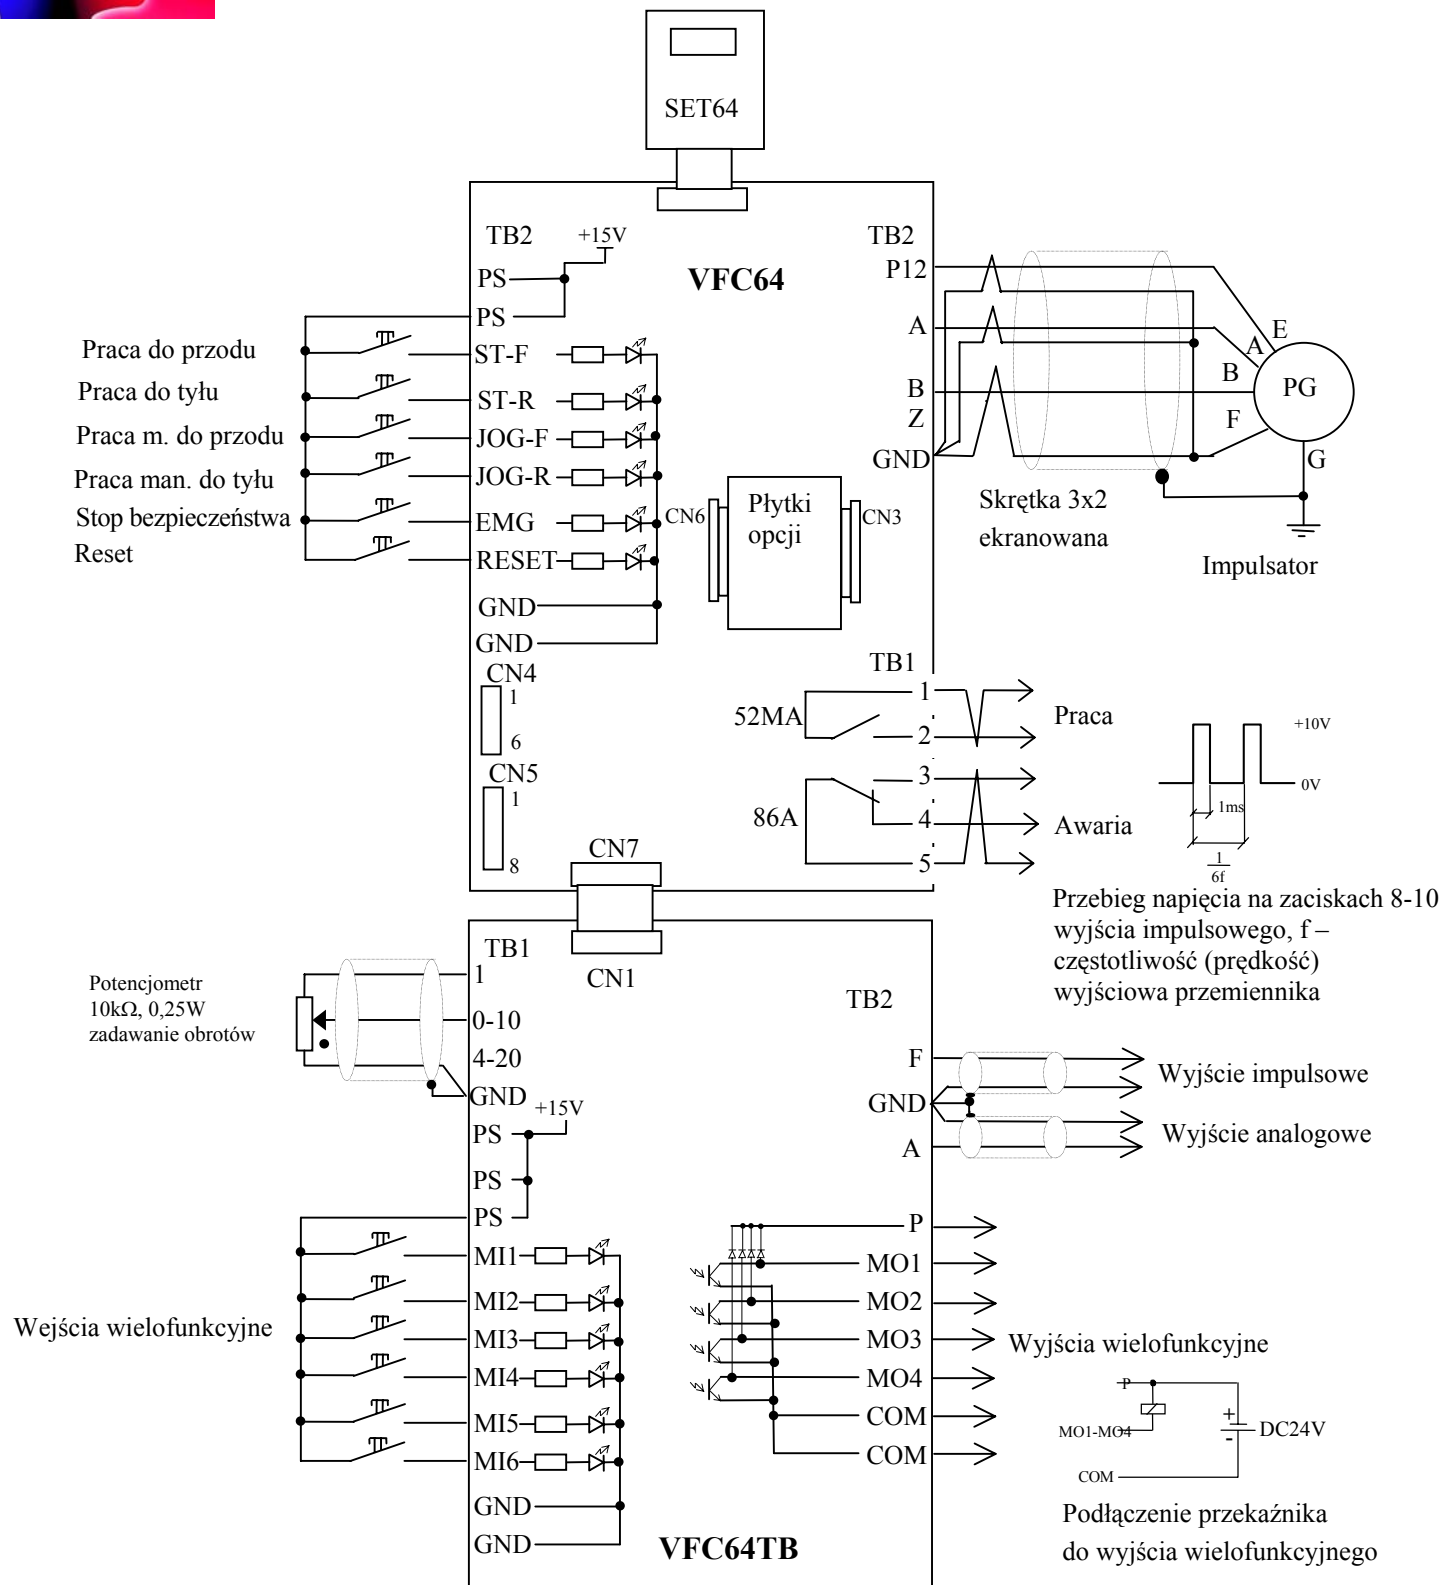 SET64
TB2
+15V
PS
VFC64
PS
Praca do przodu
ST-F
Praca do tyłu
ST-R
Praca m. do przodu
JOG-F
Praca man. do tyłu
JOG-R
Stop bezpieczeństwa
EMG
Reset
RESET
GND
GND
CN6
Płytki
opcji
CN3
TB2
P12
A
B
Z
GND
E
A
B
PG
F
G
Skrętka 3x2
ekranowana
Impulsator
CN4
1
6
CN5
1
8
TB1
52MA
1
2
Praca
86A
3
4
5
Awaria
+10V
0V
1ms
1
6f
Przebieg napięcia na zaciskach 8-10
wyjścia impulsowego, f –
częstotliwość (prędkość)
wyjściowa przemiennika
CN7
CN1
TB1
1
Potencjometr
10kΩ, 0,25W
zadawanie obrotów
0-10
4-20
GND
+15V
PS
PS
PS
TB2
F
Wyjście impulsowe
GND
Wyjście analogowe
A
Wejścia wielofunkcyjne
MI1
MI2
MI3
MI4
MI5
MI6
GND
GND
P
MO1
MO2
MO3
MO4
COM
COM
Wyjścia wielofunkcyjne
P
MO1-MO4
+
-
DC24V
COM
Podłączenie przekaźnika
do wyjścia wielofunkcyjnego
VFC64TB